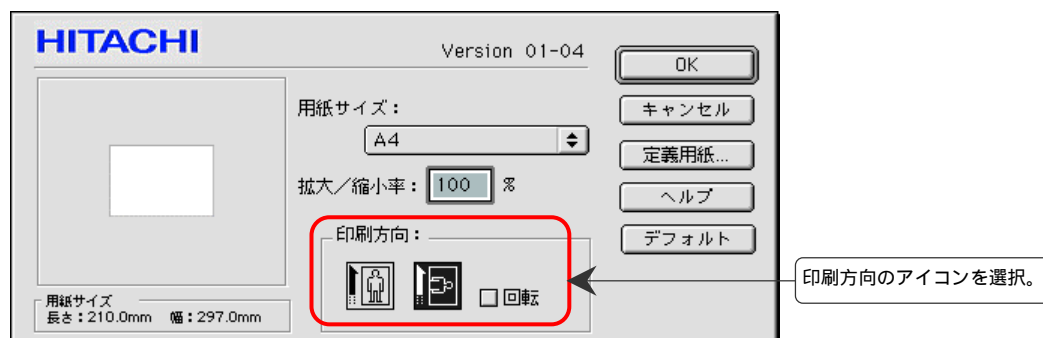 HITACHI
Version 01-04
OK
用紙サイズ：
A4
キャンセル
定義用紙...
拡大／縮小率： 100 %
ヘルプ
印刷方向：
デフォルト
回転
印刷方向のアイコンを選択。
用紙サイズ
長さ：210.0mm 幅：297.0mm